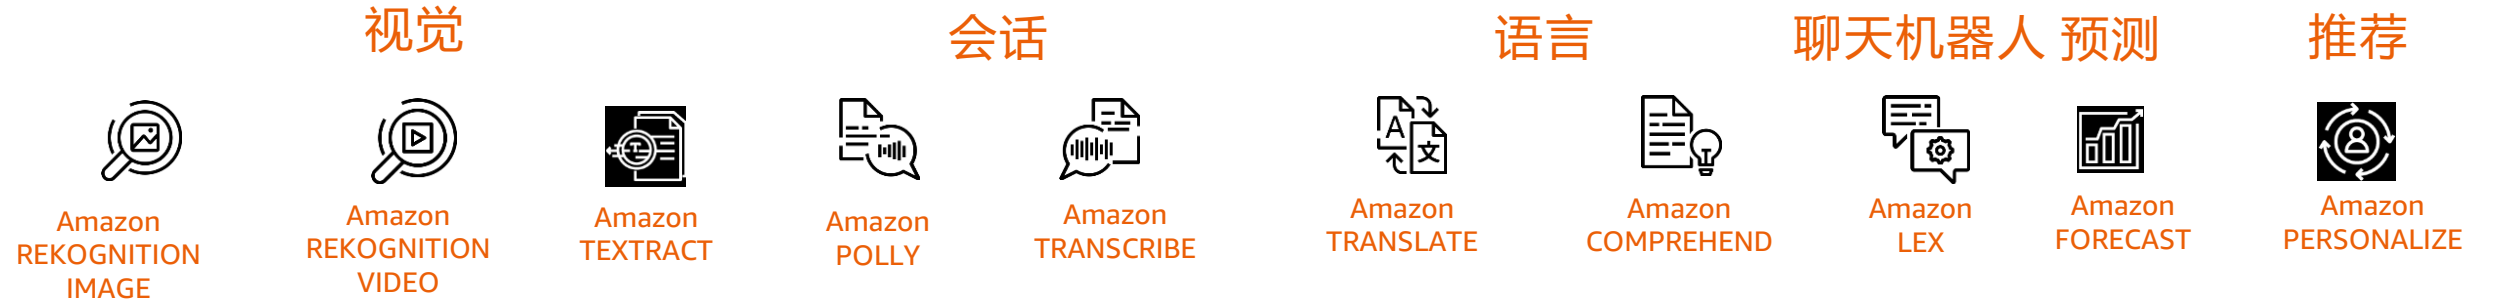 视觉
会话
语言
聊天机器人
预测
推荐
Amazon
REKOGNITION
IMAGE
Amazon
REKOGNITION
VIDEO
Amazon
TEXTRACT
Amazon
POLLY
Amazon
TRANSCRIBE
Amazon
TRANSLATE
Amazon
COMPREHEND
Amazon
LEX
Amazon
FORECAST
Amazon
PERSONALIZE